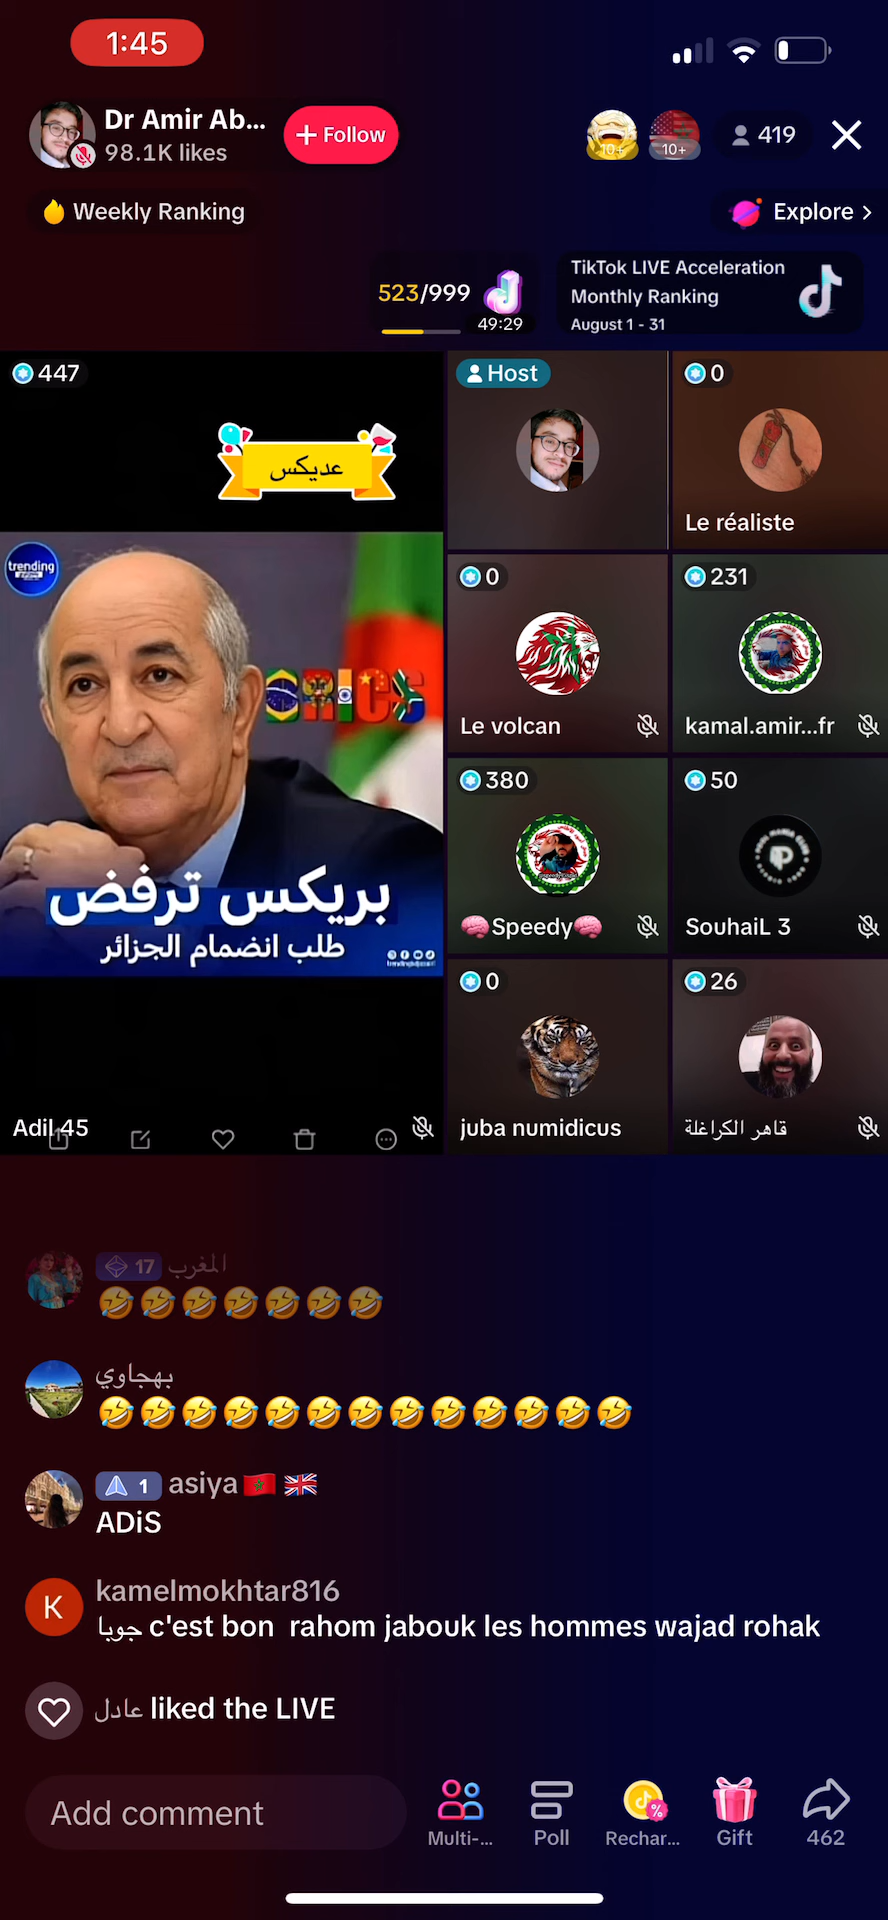 1:45
Dr Amir Ab...
98.1K likes
+ Follow
10+
10+
419
Weekly Ranking
Explore >
523/999
49:29
TikTok LIVE Acceleration
Monthly Ranking
August 1 - 31
447
عديكس
trending
BRICS
بريكس ترفض
طلب انضمام الجزائر
Adil 45
Host
0
Le réaliste
0
Le volcan
231
kamal.amir...fr
380
🧠Speedy🧠
50
SouhaiL 3
0
juba numidicus
26
قاهر الكراغلة
17 المغرب
🤣🤣🤣🤣🤣🤣🤣
بهجاوي
🤣🤣🤣🤣🤣🤣🤣🤣🤣🤣🤣🤣🤣
1 asiya🇲🇦 🇬🇧
ADiS
K
kamelmokhtar816
جوبا c'est bon rahom jabouk les hommes wajad rohak
عادل liked the LIVE
Add comment
Multi-...
Poll
Rechar...
Gift
462